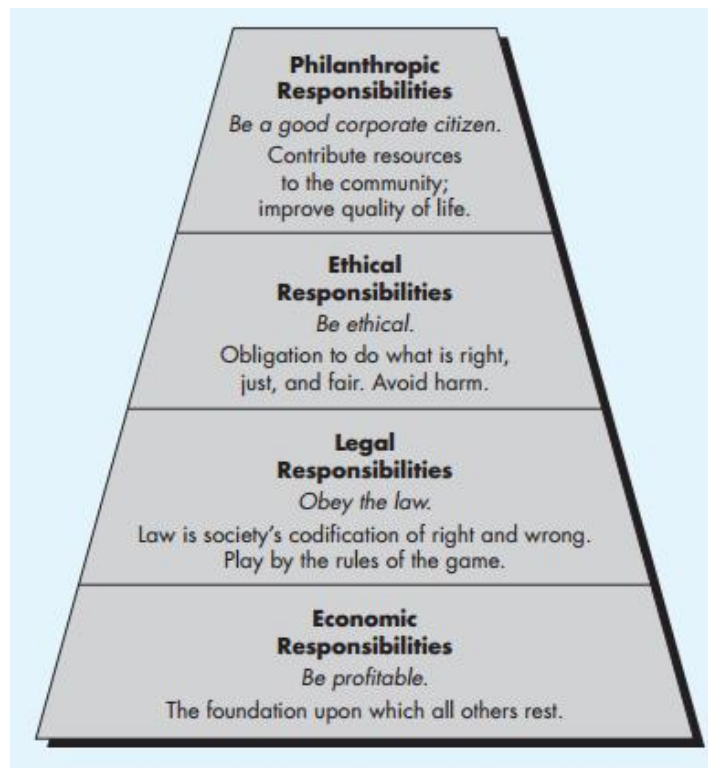 Philanthropic
Responsibilities
Be a good corporate citizen.
Contribute resources
to the community;
improve quality of life.
Ethical
Responsibilities
Be ethical.
Obligation to do what is right,
just, and fair. Avoid harm.
Legal
Responsibilities
Obey the law.
Law is society’s codification of right and wrong.
Play by the rules of the game.
Economic
Responsibilities
Be profitable.
The foundation upon which all others rest.